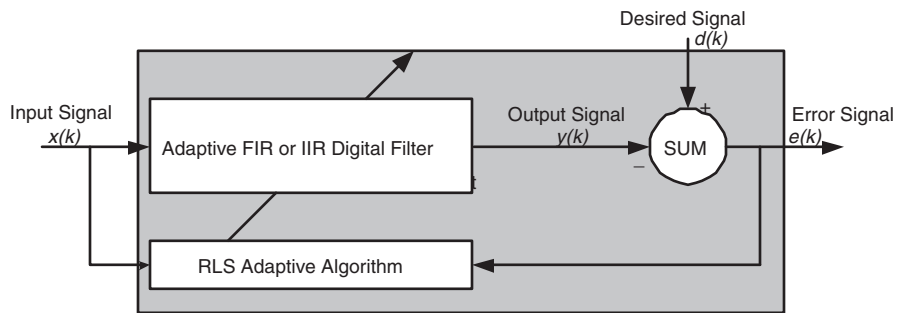 Desired Signal
d(k)
+
Input Signal
x(k)
Adaptive FIR or IIR Digital Filter
Output Signal
y(k)
−
SUM
Error Signal
e(k)
t
RLS Adaptive Algorithm